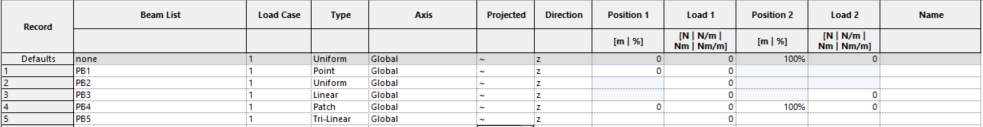 Record Beam List Load Case Type Axis Projected Direction Position 1 Load 1 Position 2 Load 2 Name
[m | %] [N | N/m | Nm | Nm/m] [m | %] [N | N/m | Nm | Nm/m]
Defaults none 1 Uniform Global ~ z 0 0 100% 0
1 PB1 1 Point Global ~ z 0 0
2 PB2 1 Uniform Global ~ z 0
3 PB3 1 Linear Global ~ z 0 0
4 PB4 1 Patch Global ~ z 0 0 100% 0
5 PB5 1 Tri-Linear Global ~ z 0